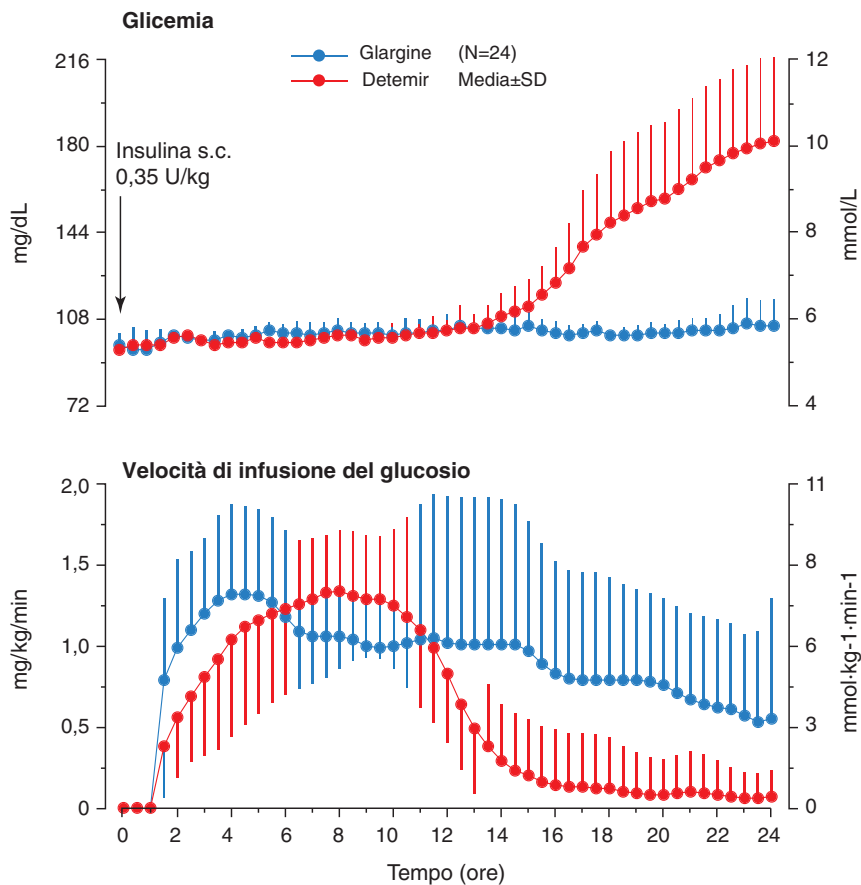 Glicemia
Glargine (N=24)
Detemir Media±SD
216
180
144
108
72
mg/dL
12
10
8
6
4
mmol/L
Insulina s.c.
0,35 U/kg
Velocità di infusione del glucosio
2,0
1,5
1,0
0,5
0
mg/kg/min
11
9
6
3
0
mmol·kg-1·min-1
0 2 4 6 8 10 12 14 16 18 20 22 24
Tempo (ore)